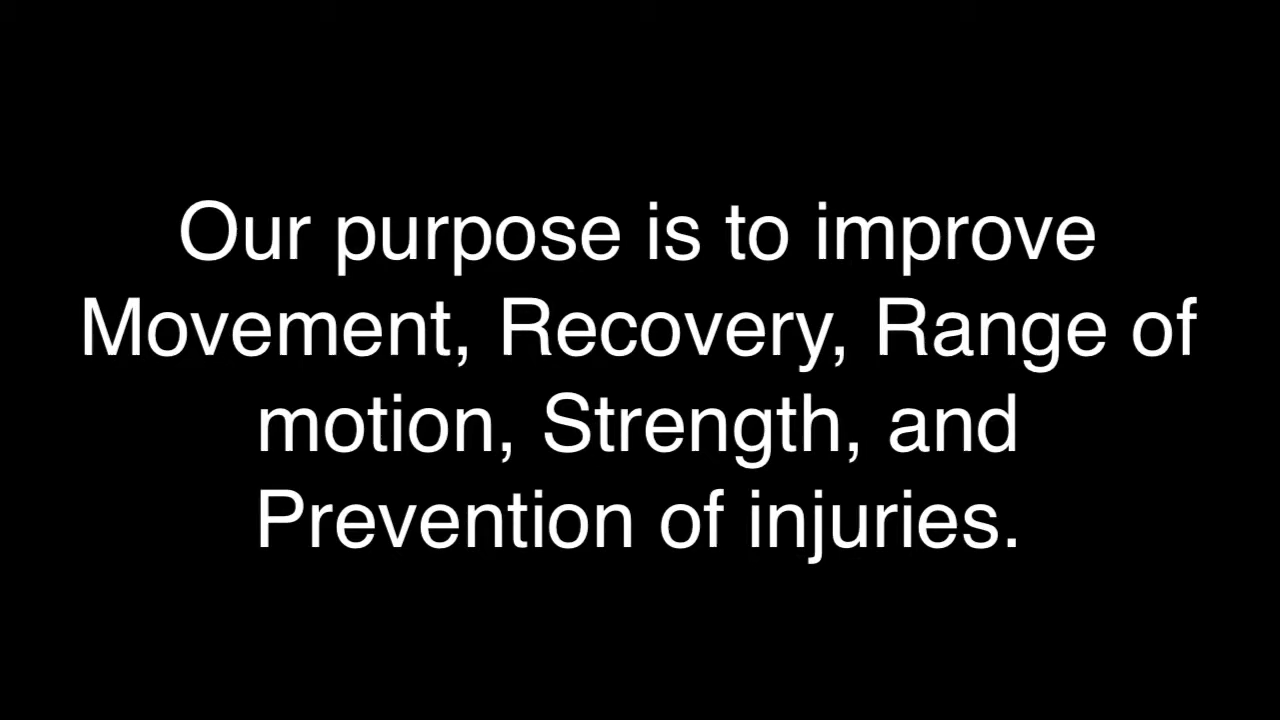 Our purpose is to improve
Movement, Recovery, Range of
motion, Strength, and
Prevention of injuries.